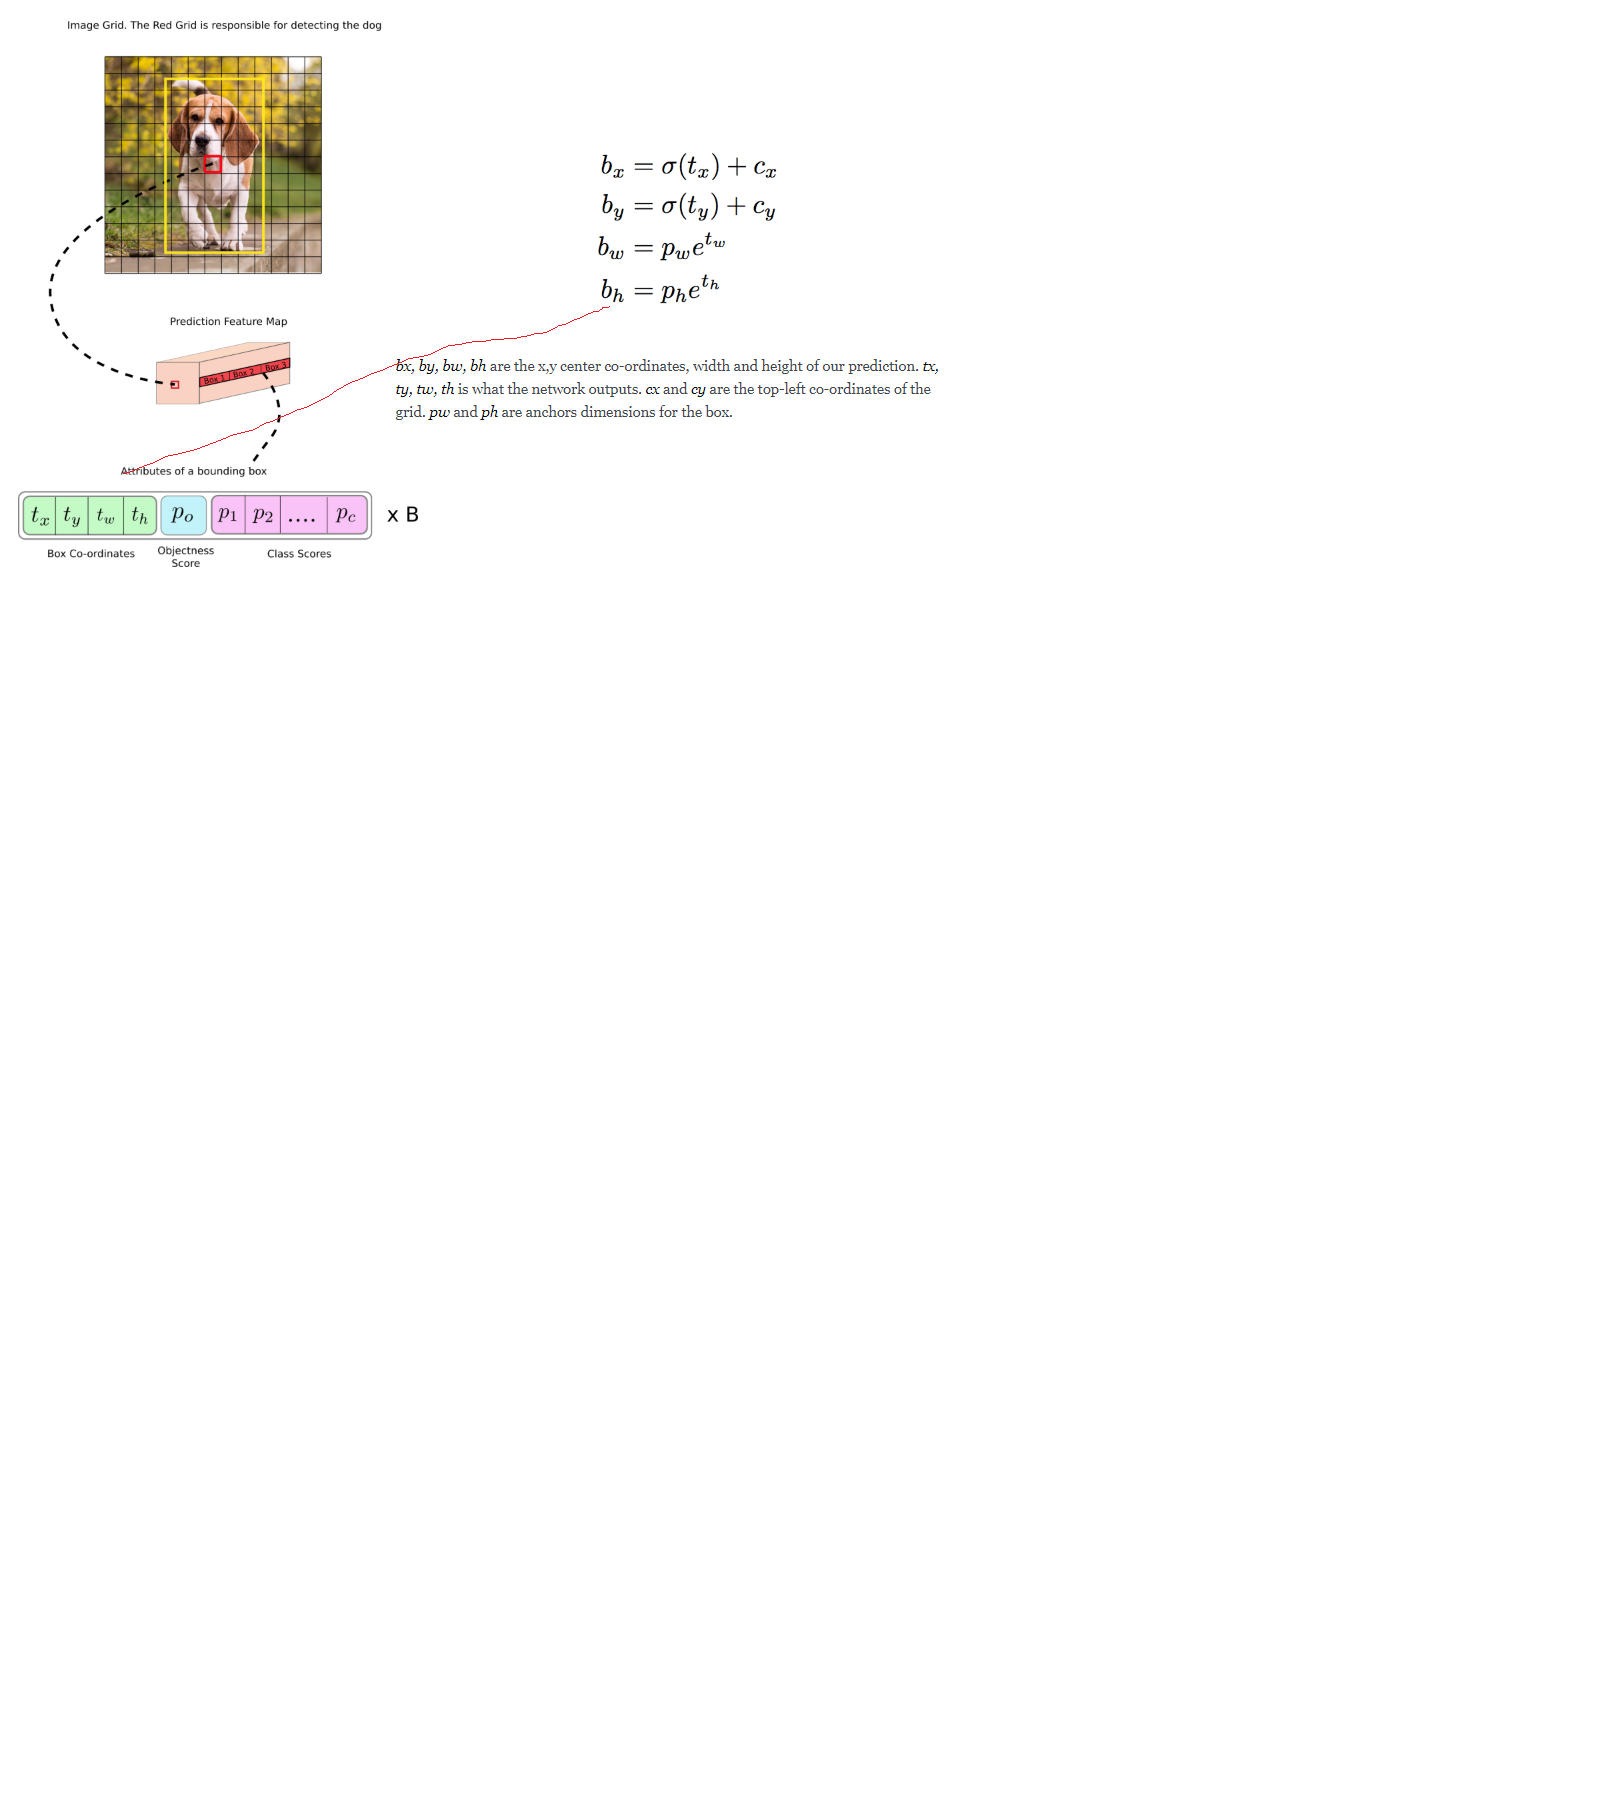 Image Grid. The Red Grid is responsible for detecting the dog
b_x = σ(t_x) + c_x
b_y = σ(t_y) + c_y
b_w = p_w e^{t_w}
b_h = p_h e^{t_h}
Prediction Feature Map
Box 1 Box 2 Box 3
bx, by, bw, bh are the x,y center co-ordinates, width and height of our prediction. tx,
ty, tw, th is what the network outputs. cx and cy are the top-left co-ordinates of the
grid. pw and ph are anchors dimensions for the box.
Attributes of a bounding box
t_x t_y t_w t_h p_o p_1 p_2 .... p_c x B
Box Co-ordinates
Objectness
Score
Class Scores